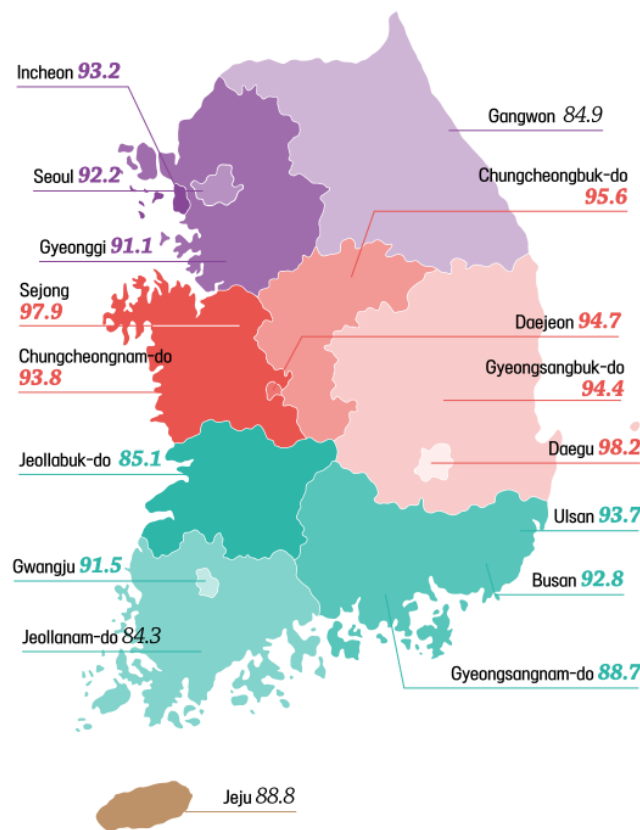 Incheon 93.2
Gangwon 84.9
Seoul 92.2
Chungcheongbuk-do
95.6
Gyeonggi 91.1
Sejong
97.9
Daejeon 94.7
Chungcheongnam-do
93.8
Gyeongsangbuk-do
94.4
Jeollabuk-do 85.1
Daegu 98.2
Ulsan 93.7
Gwangju 91.5
Busan 92.8
Jeollanam-do 84.3
Gyeongsangnam-do 88.7
Jeju 88.8